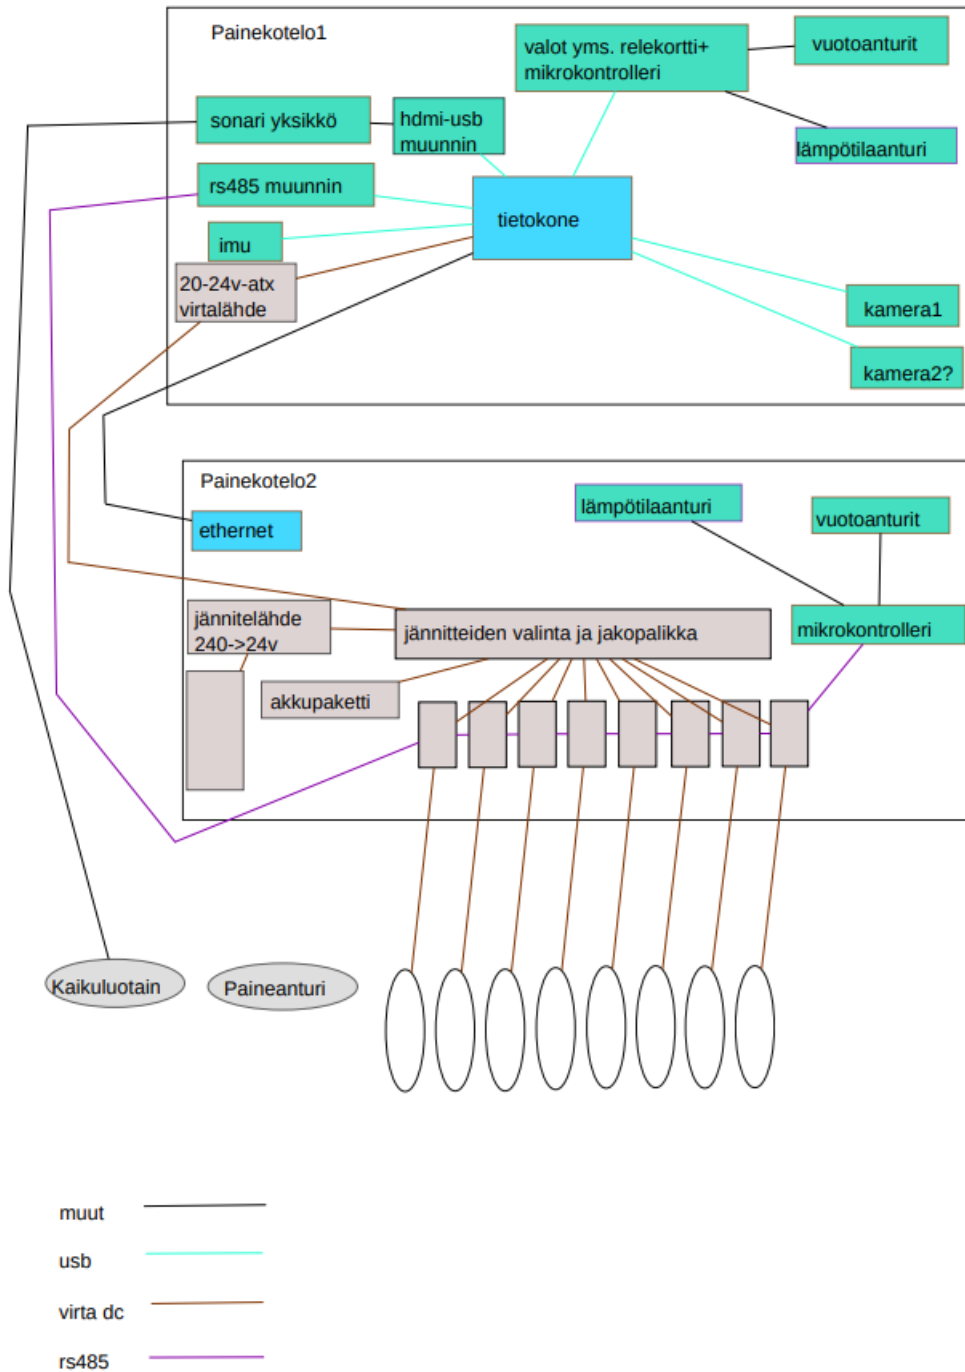 Painekotelo1
valot yms. relekortti+
mikrokontrolleri
vuotoanturit
sonari yksikkö
hdmi-usb
muunnin
lämpötilaanturi
rs485 muunnin
tietokone
imu
20-24v-atx
virtalähde
kamera1
kamera2?
Painekotelo2
ethernet
lämpötilaanturi
vuotoanturit
jännitelähde
240->24v
jännitteiden valinta ja jakopalikka
mikrokontrolleri
akkupaketti
Kaikuluotain
Paineanturi
muut
usb
virta dc
rs485